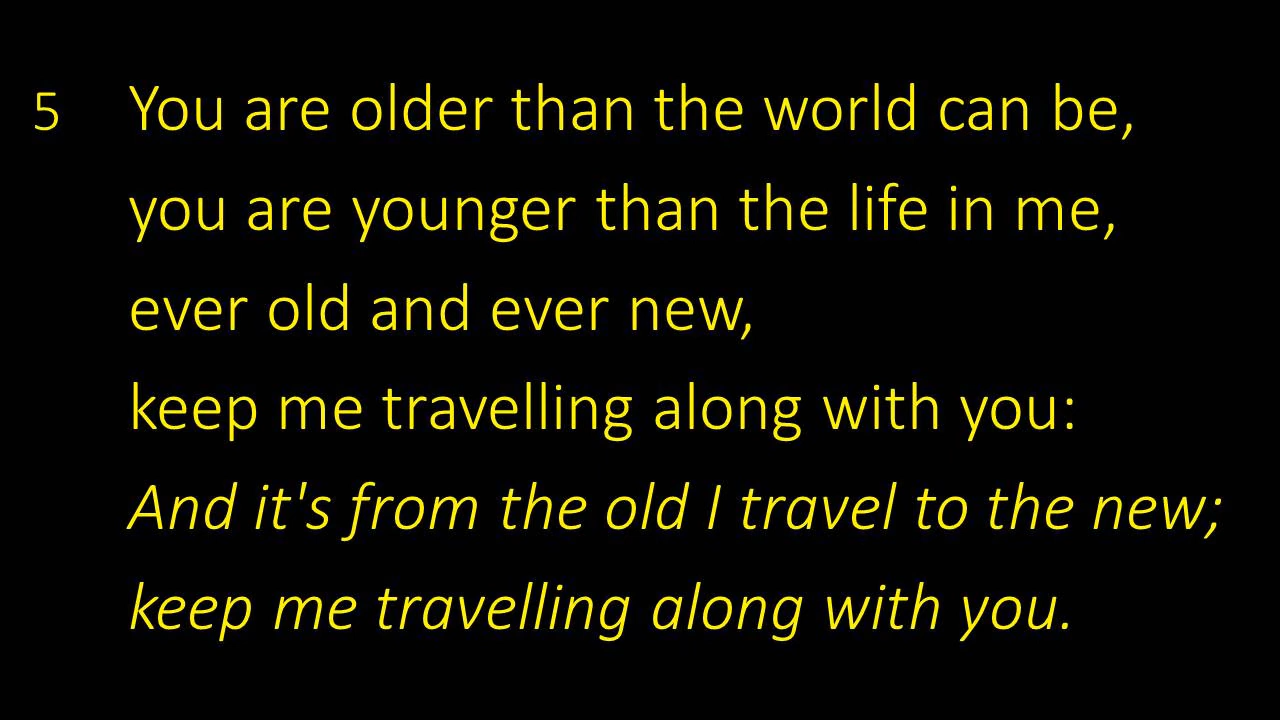 5 You are older than the world can be,
you are younger than the life in me,
ever old and ever new,
keep me travelling along with you:
And it's from the old I travel to the new;
keep me travelling along with you.